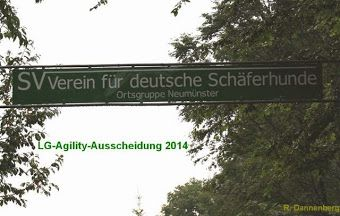 SV Verein für deutsche Schäferhunde
Ortsgruppe Neumünster
LG-Agility-Ausscheidung 2014
R. Dannenberg